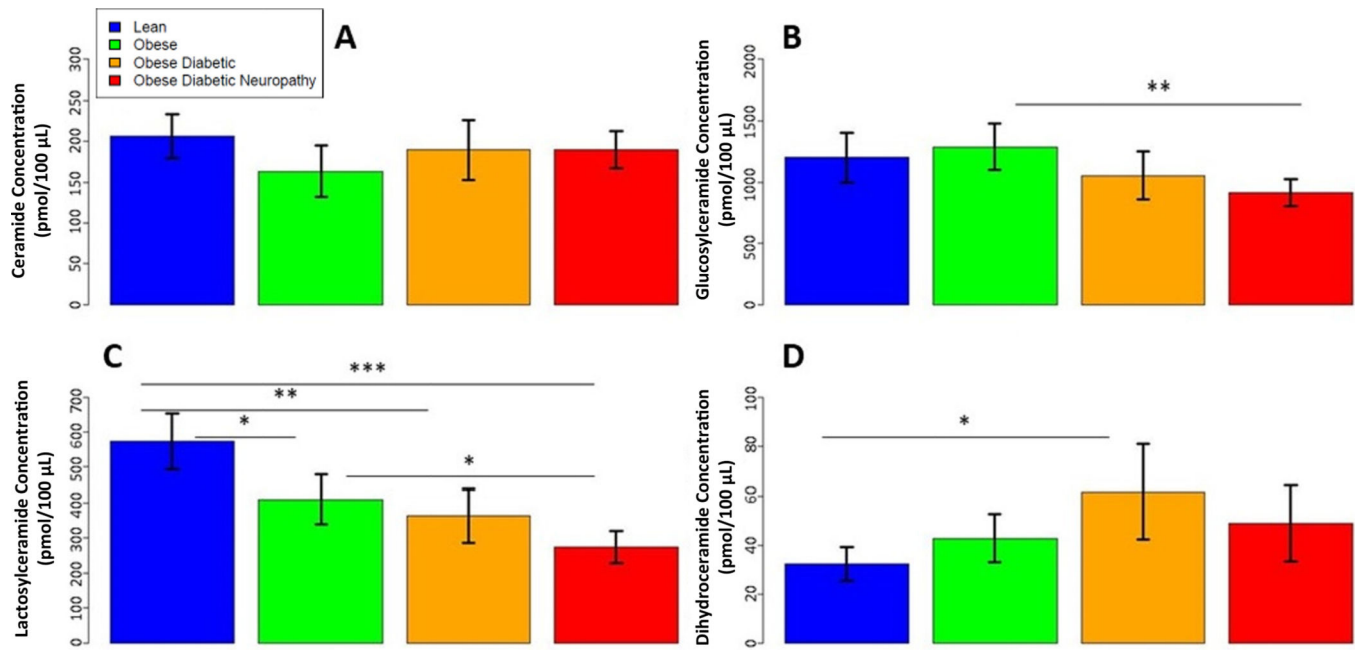 Lean
Obese
Obese Diabetic
Obese Diabetic Neuropathy
A
Ceramide Concentration
(pmol/100 µL)
300
250
200
150
100
50
0
B
Glucosylceramide Concentration
(pmol/100 µL)
2000
1500
1000
500
0
**
C
Lactosylceramide Concentration
(pmol/100 µL)
700
600
500
400
300
200
100
0
***
**
*
*
D
Dihydroceramide Concentration
(pmol/100 µL)
100
80
60
40
20
0
*